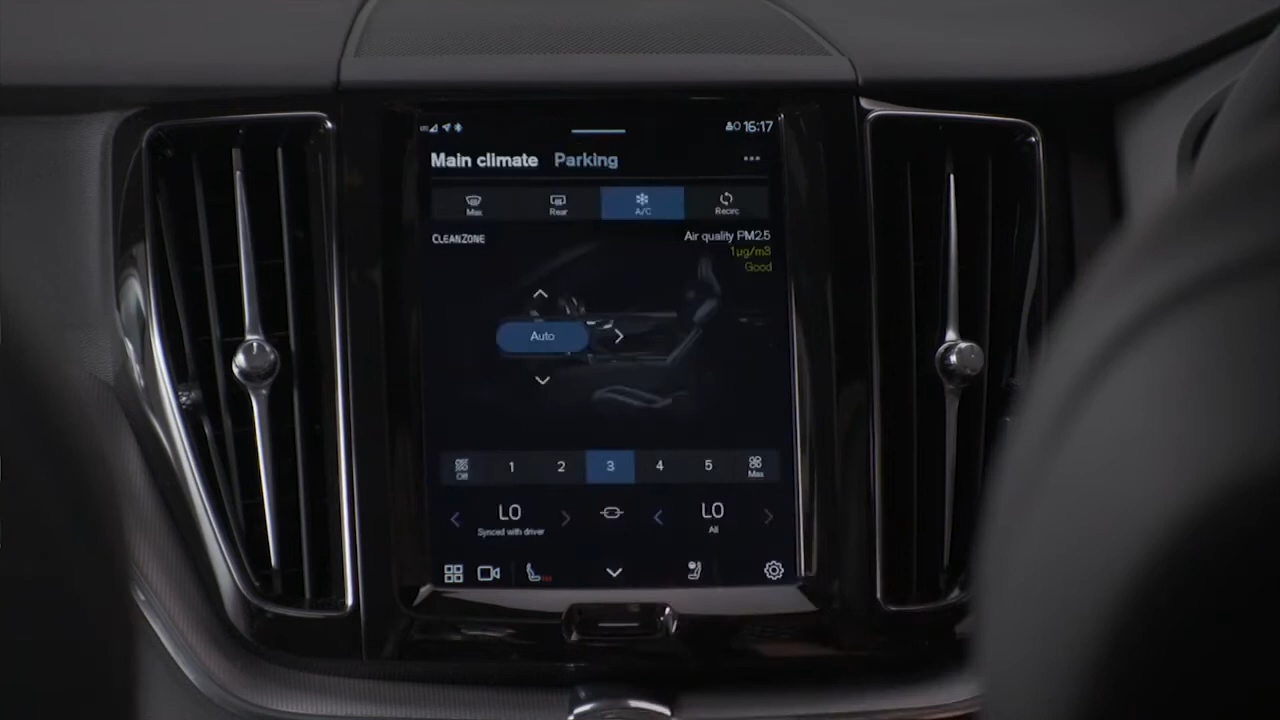 16:17
Main climate Parking
Max Rear A/C Recirc
CLEANZONE
Air quality PM2.5
1µg/m3
Good
Auto
Off 1 2 3 4 5 Max
LO LO
Synced with driver All